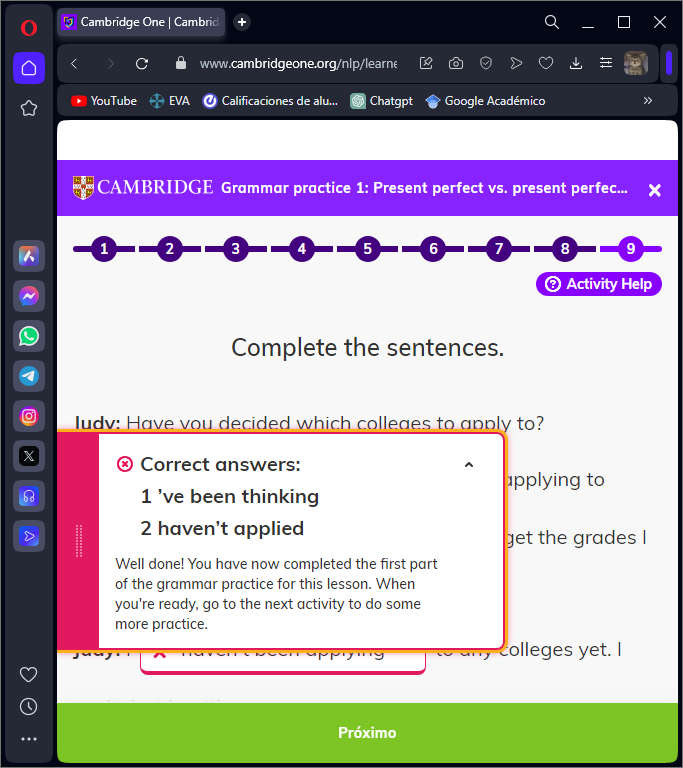 Cambridge One | Cambrid
www.cambridgeone.org/nlp/learne
YouTube
EVA
Calificaciones de alu...
Chatgpt
Google Académico
»
CAMBRIDGE
Grammar practice 1: Present perfect vs. present perfec...
1 2 3 4 5 6 7 8 9
Activity Help
Complete the sentences.
Judy: Have you decided which colleges to apply to?
applying to
get the grades I
Correct answers:
1 ’ve been thinking
2 haven’t applied
Well done! You have now completed the first part
of the grammar practice for this lesson. When
you're ready, go to the next activity to do some
more practice.
Judy: I haven't been applying to any colleges yet. I
Próximo